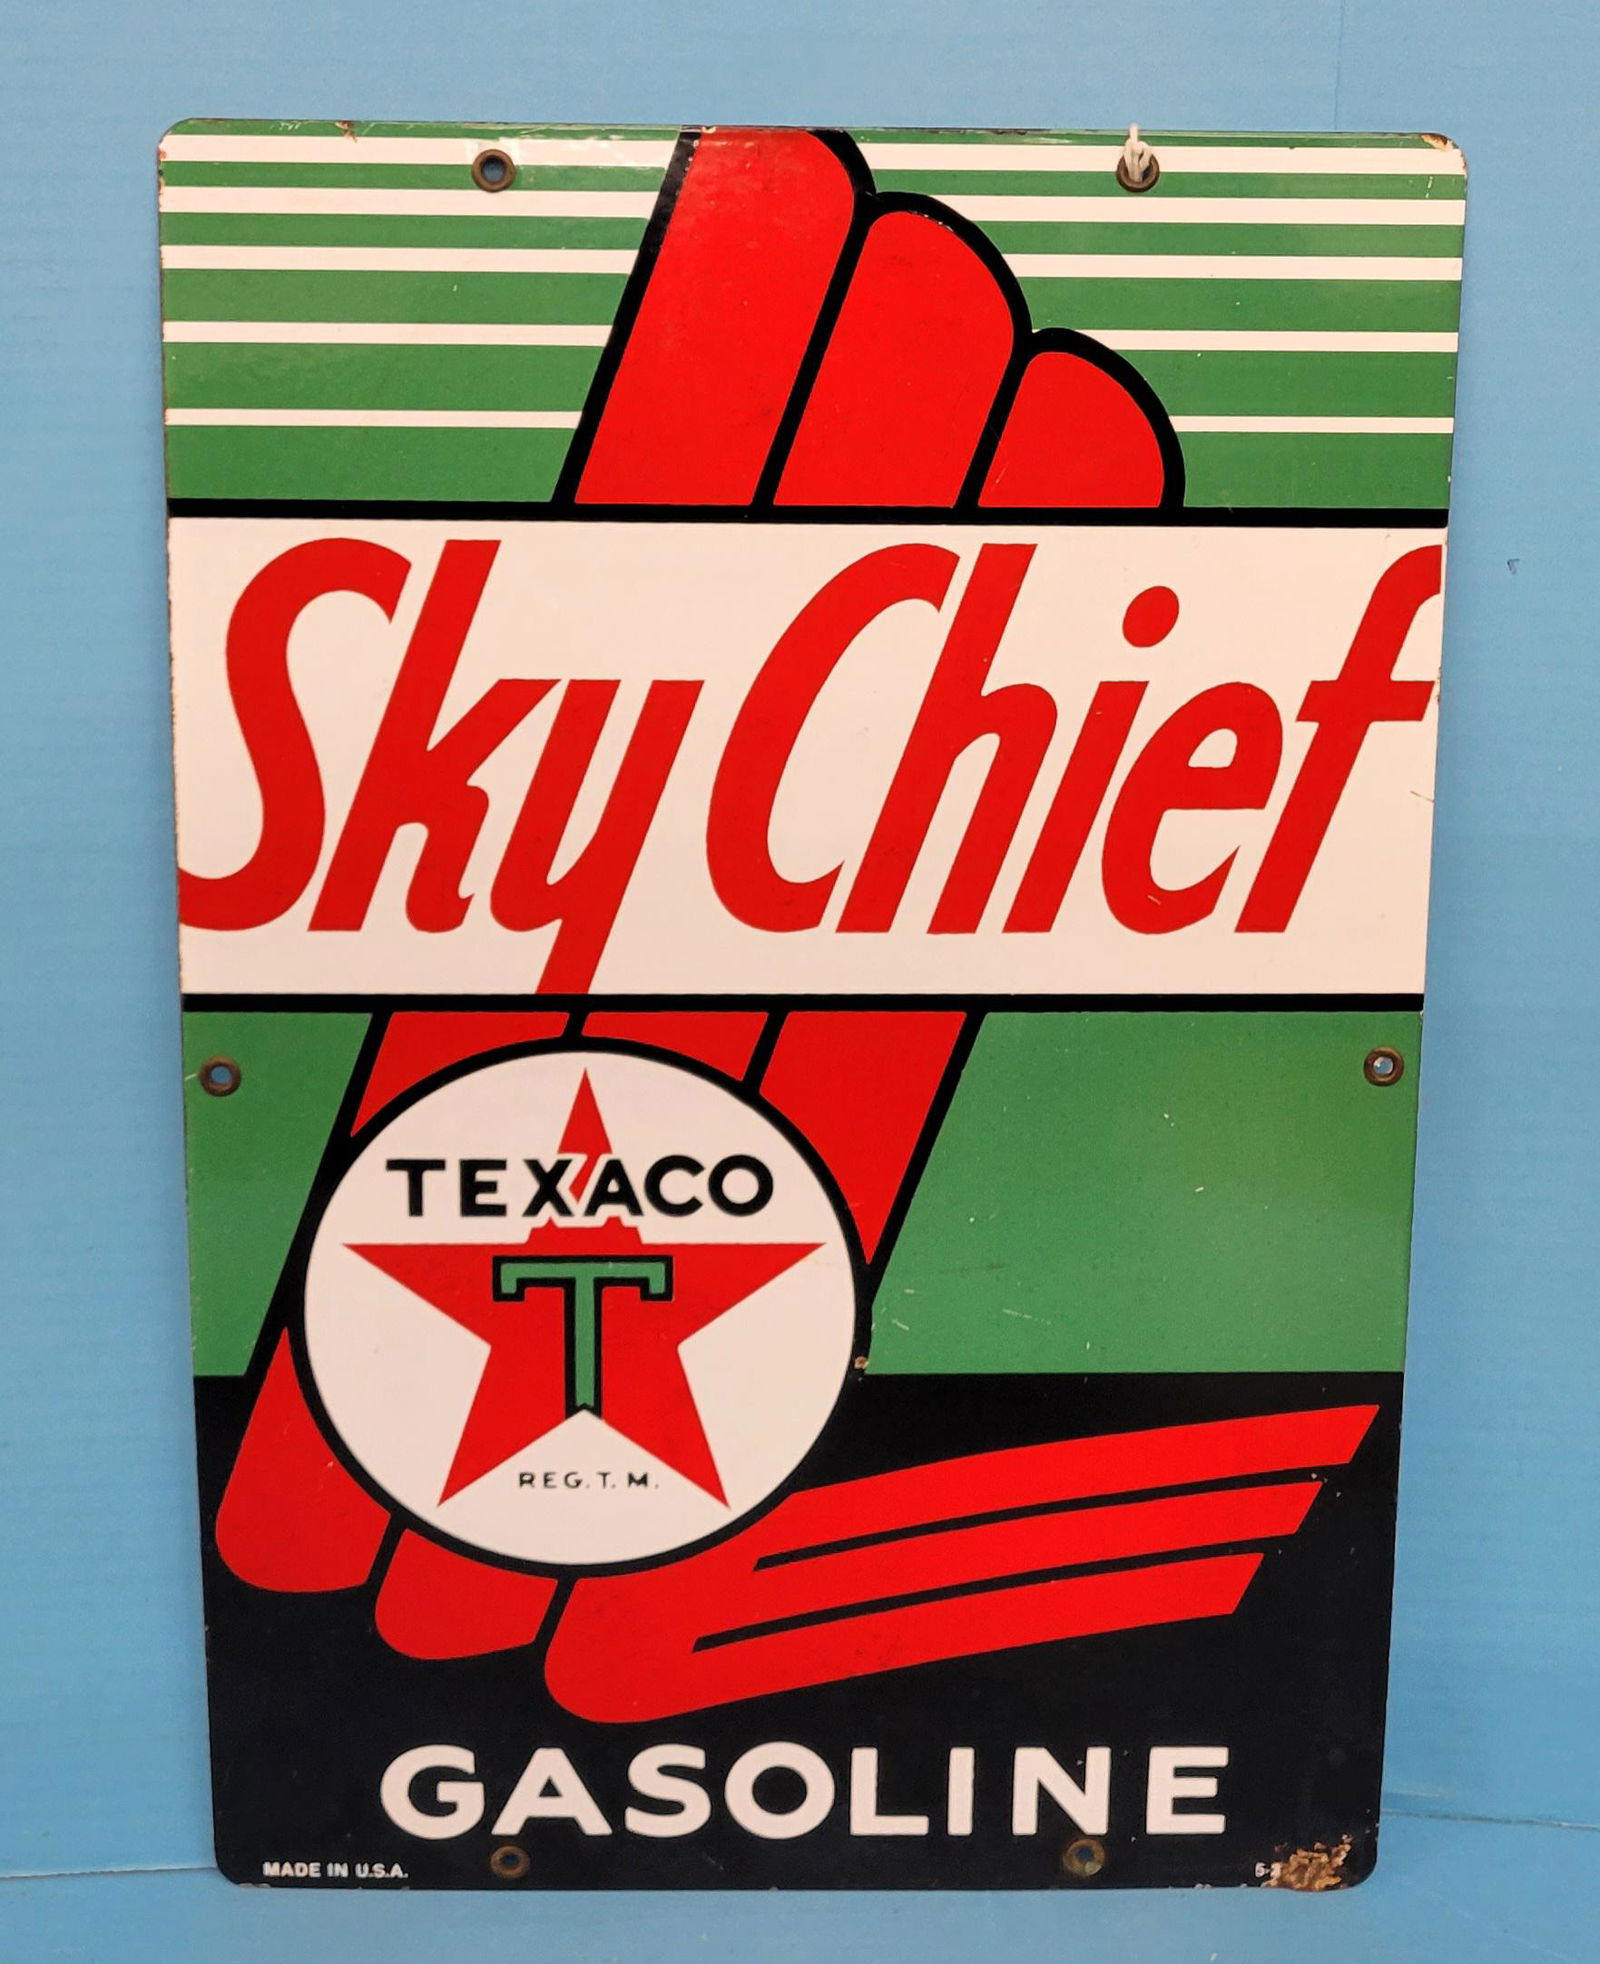 Sky Chief
TEXACO
T
REG. T. M.
GASOLINE
MADE IN U.S.A.